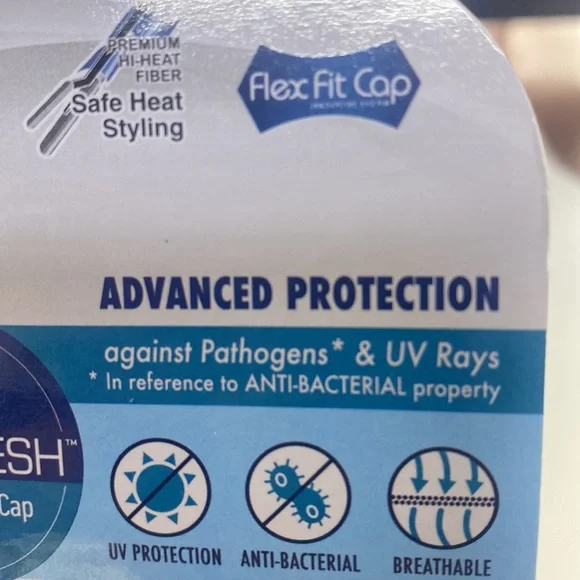 PREMIUM
HI-HEAT
FIBER
Safe Heat
Styling
Flex Fit Cap
ADVANCED PROTECTION
against Pathogens* & UV Rays
* In reference to ANTI-BACTERIAL property
ESH™
Cap
UV PROTECTION
ANTI-BACTERIAL
BREATHABLE